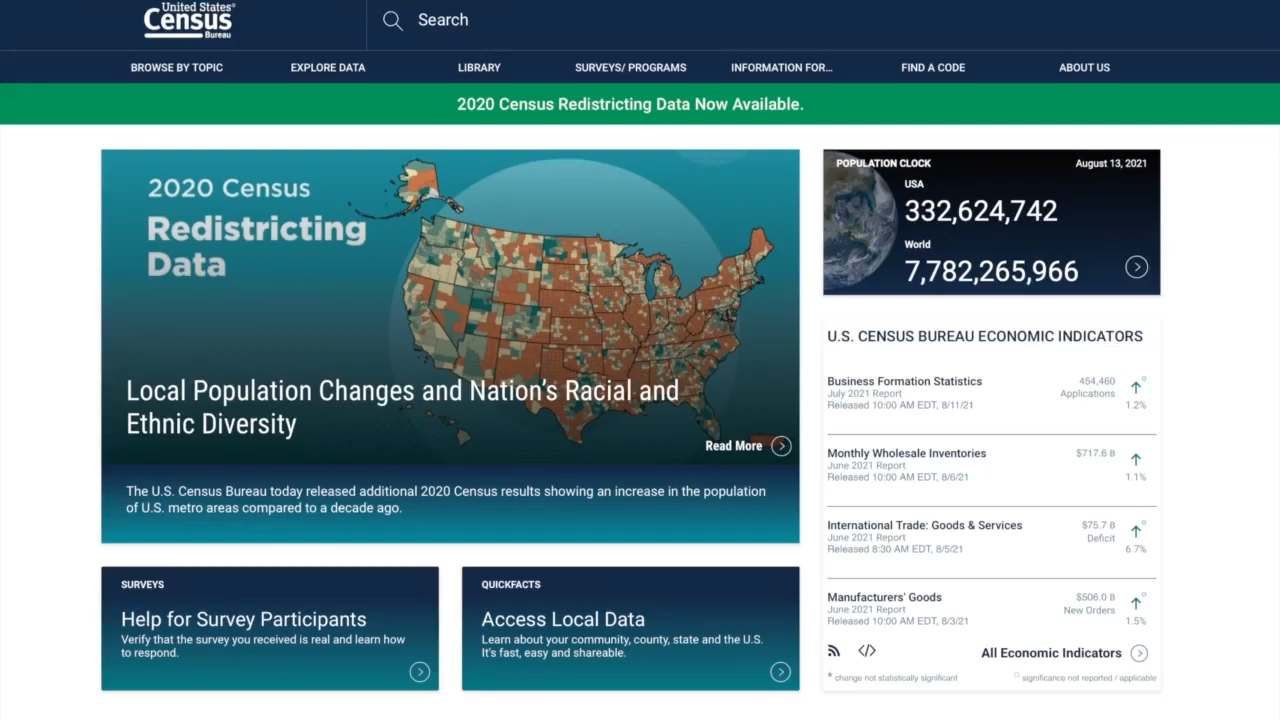 United States®
Census
Bureau
Search
BROWSE BY TOPIC
EXPLORE DATA
LIBRARY
SURVEYS/ PROGRAMS
INFORMATION FOR...
FIND A CODE
ABOUT US
2020 Census Redistricting Data Now Available.
2020 Census
Redistricting
Data
Local Population Changes and Nation's Racial and
Ethnic Diversity
Read More
The U.S. Census Bureau today released additional 2020 Census results showing an increase in the population
of U.S. metro areas compared to a decade ago.
SURVEYS
Help for Survey Participants
Verify that the survey you received is real and learn how
to respond.
QUICKFACTS
Access Local Data
Learn about your community, county, state and the U.S.
It's fast, easy and shareable.
POPULATION CLOCK
August 13, 2021
USA
332,624,742
World
7,782,265,966
U.S. CENSUS BUREAU ECONOMIC INDICATORS
Business Formation Statistics
July 2021 Report
Released 10:00 AM EDT, 8/11/21
454,460
Applications
1.2%
Monthly Wholesale Inventories
June 2021 Report
Released 10:00 AM EDT, 8/6/21
$717.6 B
1.1%
International Trade: Goods & Services
June 2021 Report
Released 8:30 AM EDT, 8/5/21
$75.7 B
Deficit
6.7%
Manufacturers' Goods
June 2021 Report
Released 10:00 AM EDT, 8/3/21
$506.0 B
New Orders
1.5%
</>
All Economic Indicators
* change not statistically significant
○ significance not reported / applicable